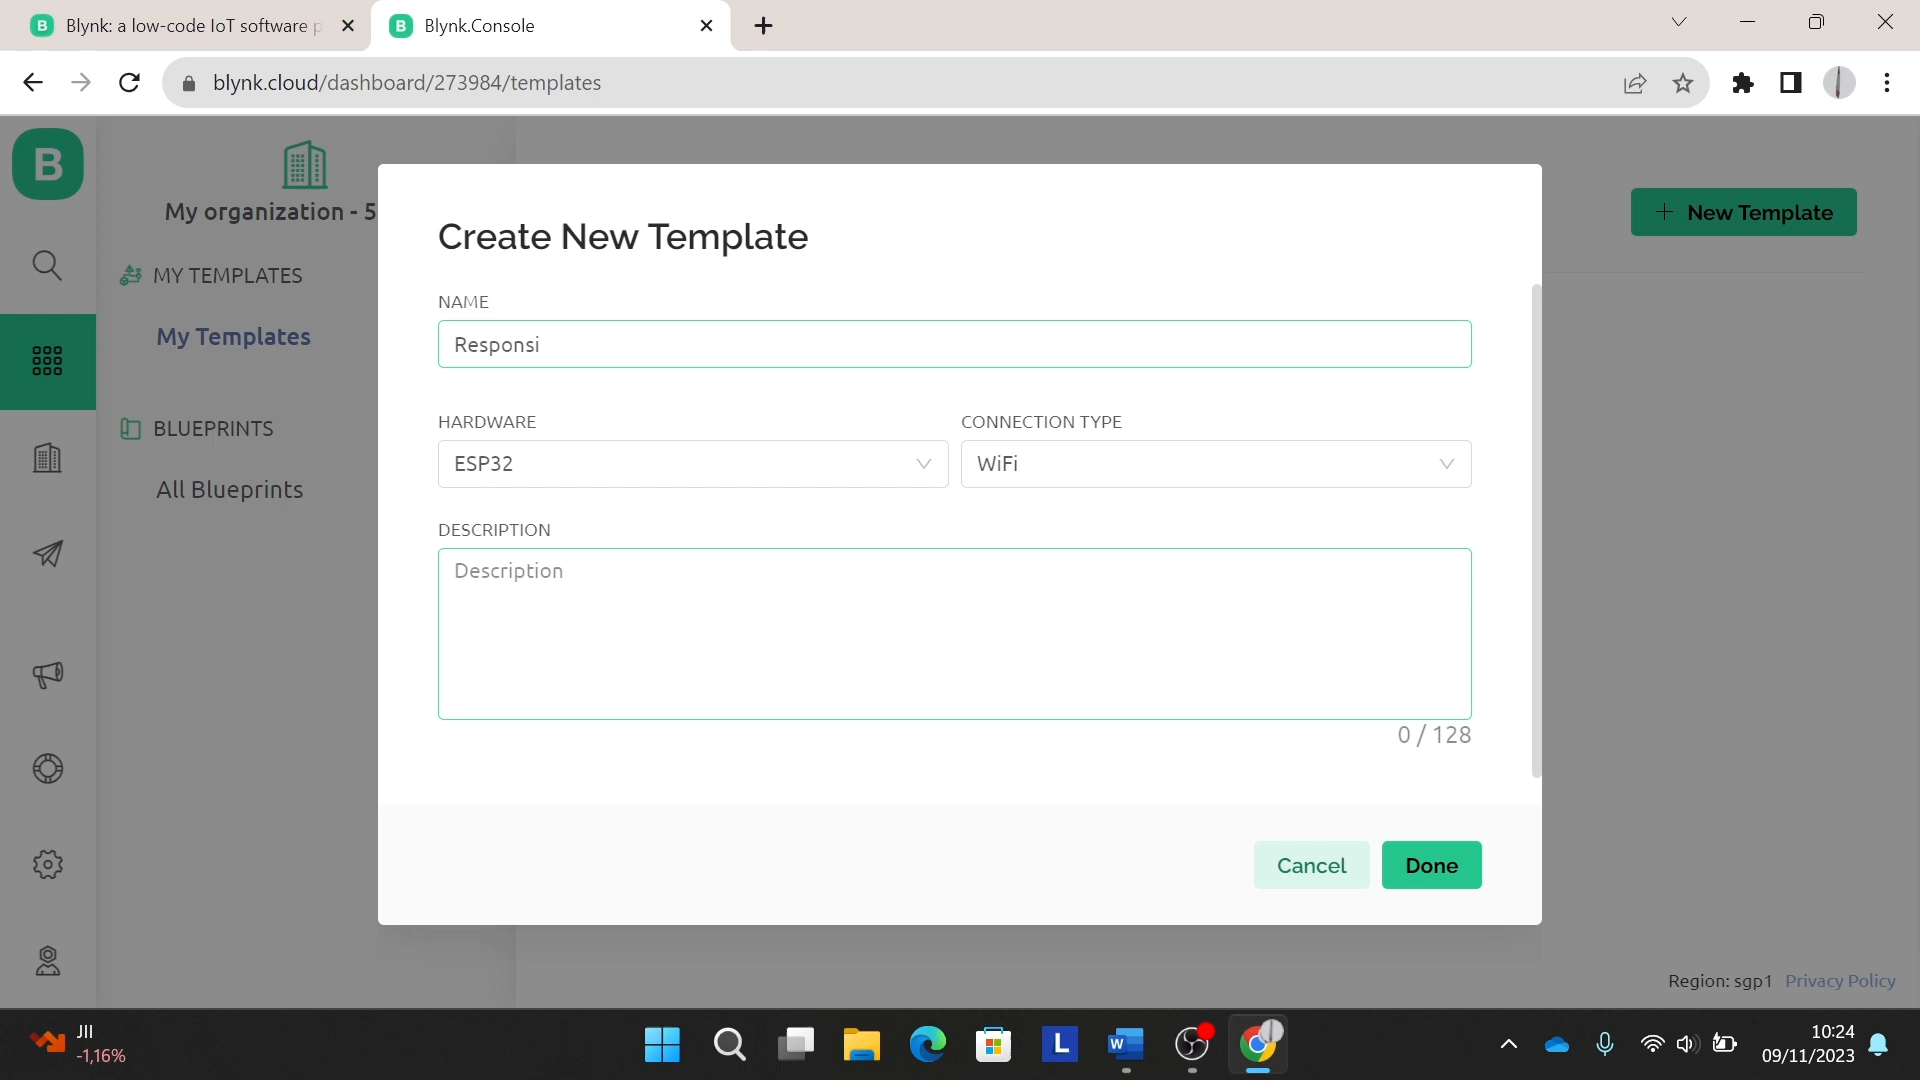 Blynk: a low-code IoT software p
Blynk.Console
blynk.cloud/dashboard/273984/templates
B
My organization - 5
New Template
MY TEMPLATES
My Templates
BLUEPRINTS
All Blueprints
Create New Template
NAME
Responsi
HARDWARE
CONNECTION TYPE
ESP32
WiFi
DESCRIPTION
Description
0 / 128
Cancel
Done
Region: sgp1 Privacy Policy
JII
-1,16%
10:24
09/11/2023